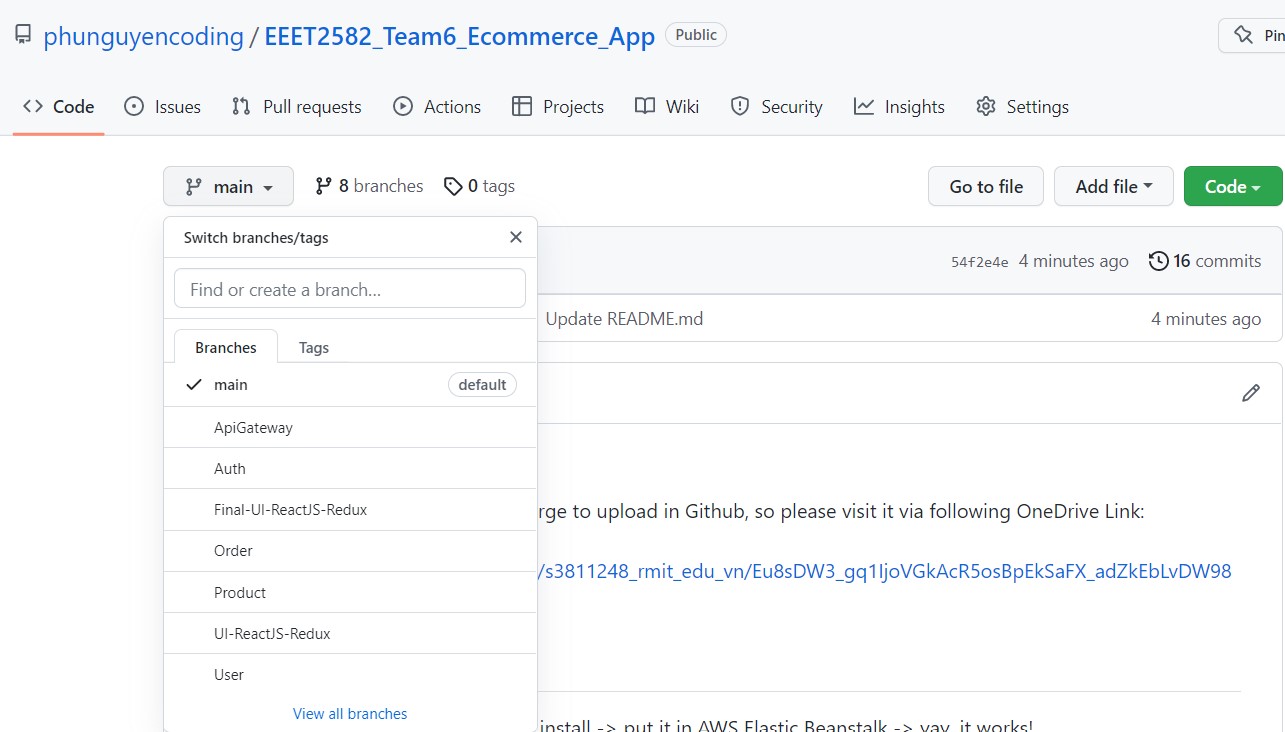 phunguyencoding / EEET2582_Team6_Ecommerce_App Public
Pin
Code Issues Pull requests Actions Projects Wiki Security Insights Settings
main 8 branches 0 tags Go to file Add file Code
Switch branches/tags
54f2e4e 4 minutes ago 16 commits
Find or create a branch...
Update README.md 4 minutes ago
Branches Tags
main default
ApiGateway
Auth
Final-UI-ReactJS-Redux
rge to upload in Github, so please visit it via following OneDrive Link:
Order
/s3811248_rmit_edu_vn/Eu8sDW3_gq1IjoVGkAcR5osBpEkSaFX_adZkEbLvDW98
Product
UI-ReactJS-Redux
User
View all branches
install -> put it in AWS Elastic Beanstalk -> yay, it works!